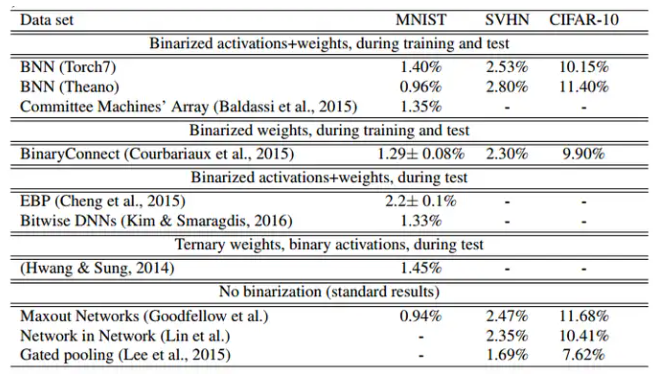 Data set MNIST SVHN CIFAR-10
Binarized activations+weights, during training and test
BNN (Torch7) 1.40% 2.53% 10.15%
BNN (Theano) 0.96% 2.80% 11.40%
Committee Machines' Array (Baldassi et al., 2015) 1.35% - -
Binarized weights, during training and test
BinaryConnect (Courbariaux et al., 2015) 1.29± 0.08% 2.30% 9.90%
Binarized activations+weights, during test
EBP (Cheng et al., 2015) 2.2± 0.1% - -
Bitwise DNNs (Kim & Smaragdis, 2016) 1.33% - -
Ternary weights, binary activations, during test
(Hwang & Sung, 2014) 1.45% - -
No binarization (standard results)
Maxout Networks (Goodfellow et al.) 0.94% 2.47% 11.68%
Network in Network (Lin et al.) - 2.35% 10.41%
Gated pooling (Lee et al., 2015) - 1.69% 7.62%